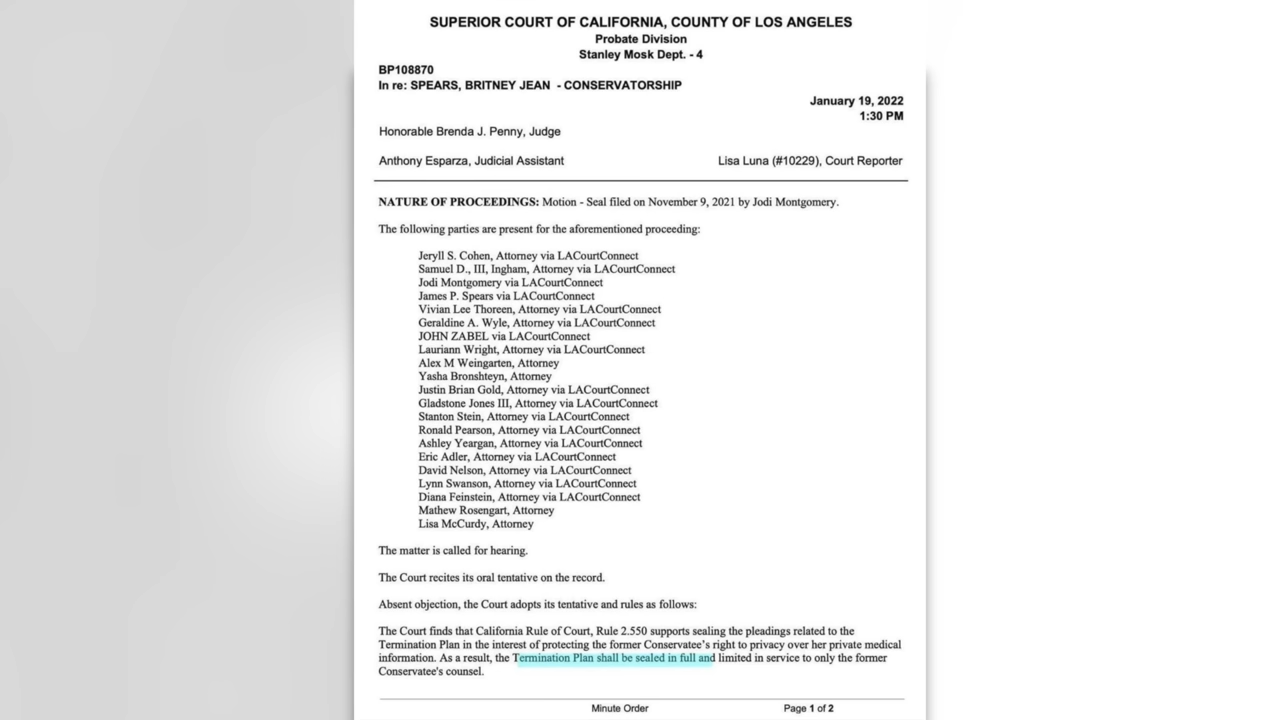 SUPERIOR COURT OF CALIFORNIA, COUNTY OF LOS ANGELES
Probate Division
Stanley Mosk Dept. - 4
BP108870
In re: SPEARS, BRITNEY JEAN - CONSERVATORSHIP
January 19, 2022
1:30 PM
Honorable Brenda J. Penny, Judge
Anthony Esparza, Judicial Assistant
Lisa Luna (#10229), Court Reporter
NATURE OF PROCEEDINGS: Motion - Seal filed on November 9, 2021 by Jodi Montgomery.
The following parties are present for the aforementioned proceeding:
Jeryll S. Cohen, Attorney via LACourtConnect
Samuel D., III, Ingham, Attorney via LACourtConnect
Jodi Montgomery via LACourtConnect
James P. Spears via LACourtConnect
Vivian Lee Thoreen, Attorney via LACourtConnect
Geraldine A. Wyle, Attorney via LACourtConnect
JOHN ZABEL via LACourtConnect
Lauriann Wright, Attorney via LACourtConnect
Alex M Weingarten, Attorney
Yasha Bronshteyn, Attorney
Justin Brian Gold, Attorney via LACourtConnect
Gladstone Jones III, Attorney via LACourtConnect
Stanton Stein, Attorney via LACourtConnect
Ronald Pearson, Attorney via LACourtConnect
Ashley Yeargan, Attorney via LACourtConnect
Eric Adler, Attorney via LACourtConnect
David Nelson, Attorney via LACourtConnect
Lynn Swanson, Attorney via LACourtConnect
Diana Feinstein, Attorney via LACourtConnect
Mathew Rosengart, Attorney
Lisa McCurdy, Attorney
The matter is called for hearing.
The Court recites its oral tentative on the record.
Absent objection, the Court adopts its tentative and rules as follows:
The Court finds that California Rule of Court, Rule 2.550 supports sealing the pleadings related to the
Termination Plan in the interest of protecting the former Conservatee's right to privacy over her private medical
information. As a result, the Termination Plan shall be sealed in full and limited in service to only the former
Conservatee's counsel.
Minute Order
Page 1 of 2